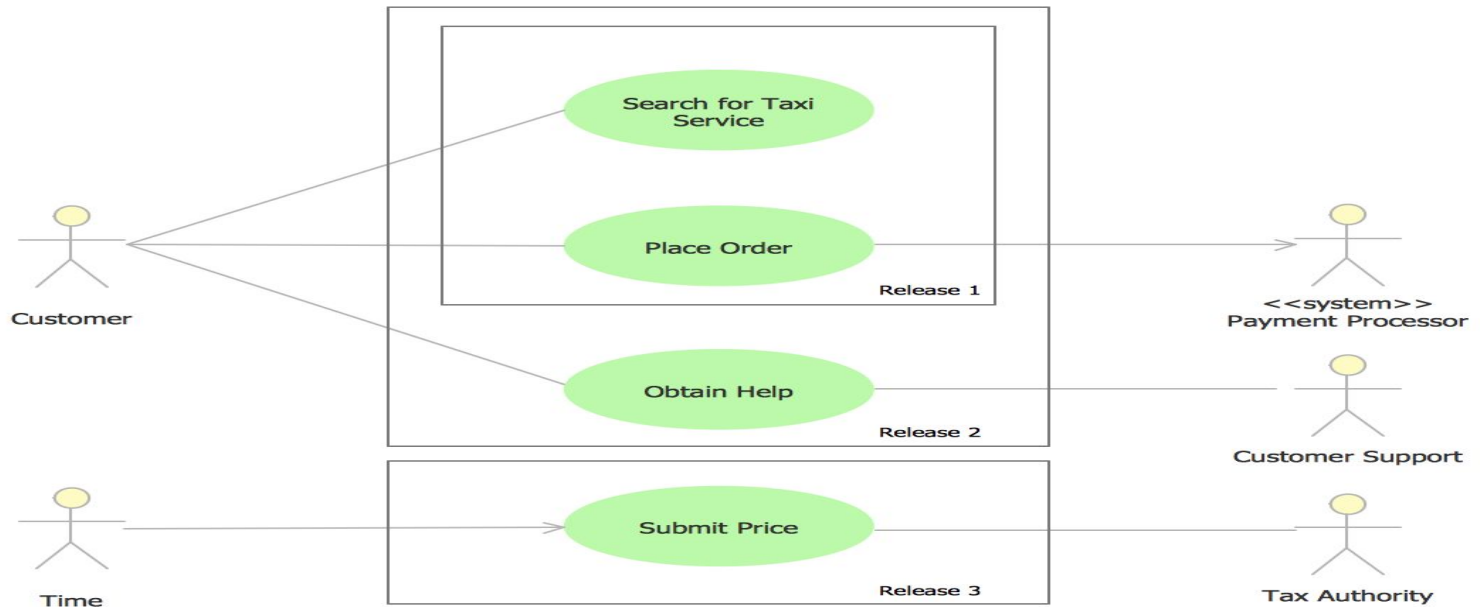 Search for Taxi
Service
Place Order
Release 1
Customer
<<system>>
Payment Processor
Obtain Help
Release 2
Customer Support
Submit Price
Release 3
Time
Tax Authority